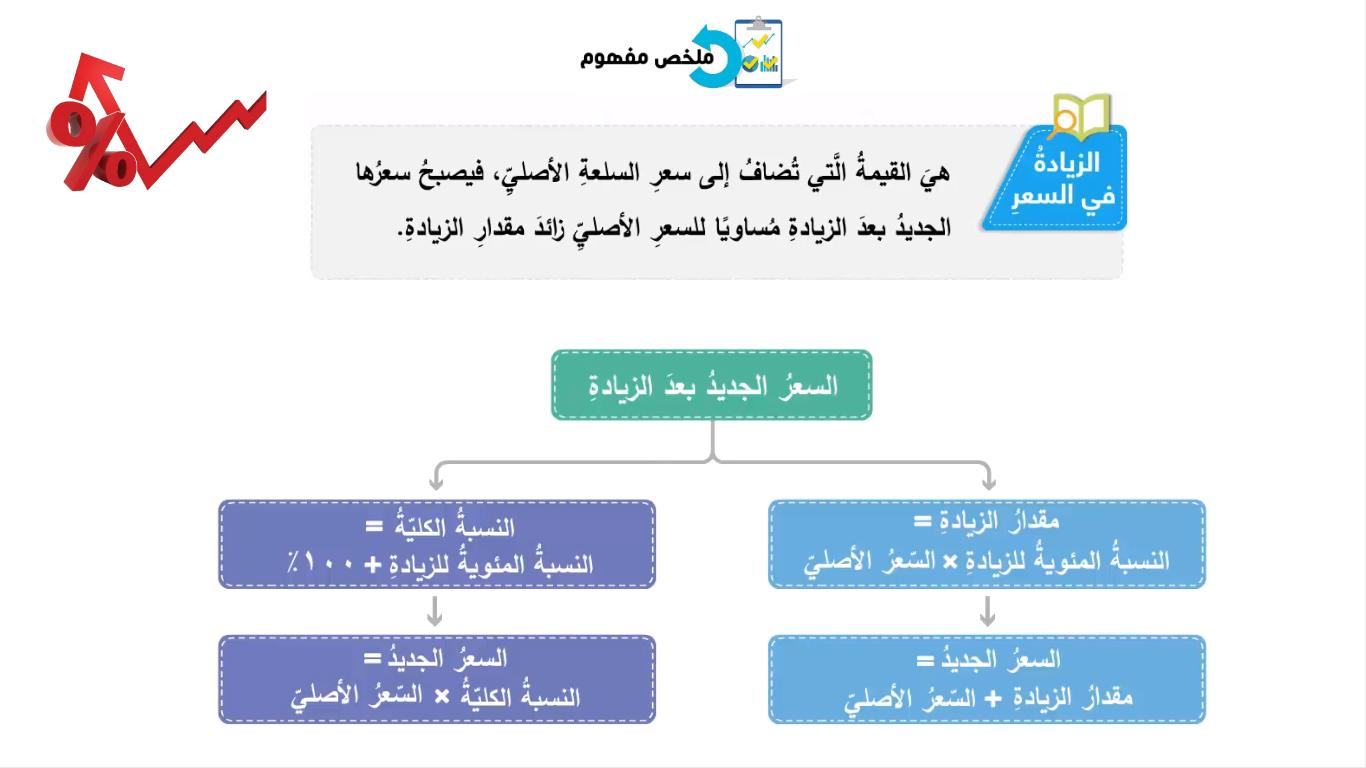 ملخص مفهوم
%
الزيادةُ
في السعرِ
هيَ القيمةُ الَّتي تُضافُ إلى سعرِ السلعةِ الأصليِّ، فيصبحُ سعرُها
الجديدُ بعدَ الزيادةِ مُساويًا للسعرِ الأصليِّ زائدَ مقدارِ الزيادةِ.
السعرُ الجديدُ بعدَ الزيادةِ
مقدارُ الزيادةِ =
النسبةُ المئويةُ للزيادةِ × السّعرُ الأصليّ
السعرُ الجديدُ =
مقدارُ الزيادةِ + السّعرُ الأصليّ
النسبةُ الكليّةُ =
النسبةُ المئويةُ للزيادةِ + ١٠٠٪
السعرُ الجديدُ =
النسبةُ الكليّةُ × السّعرُ الأصليّ